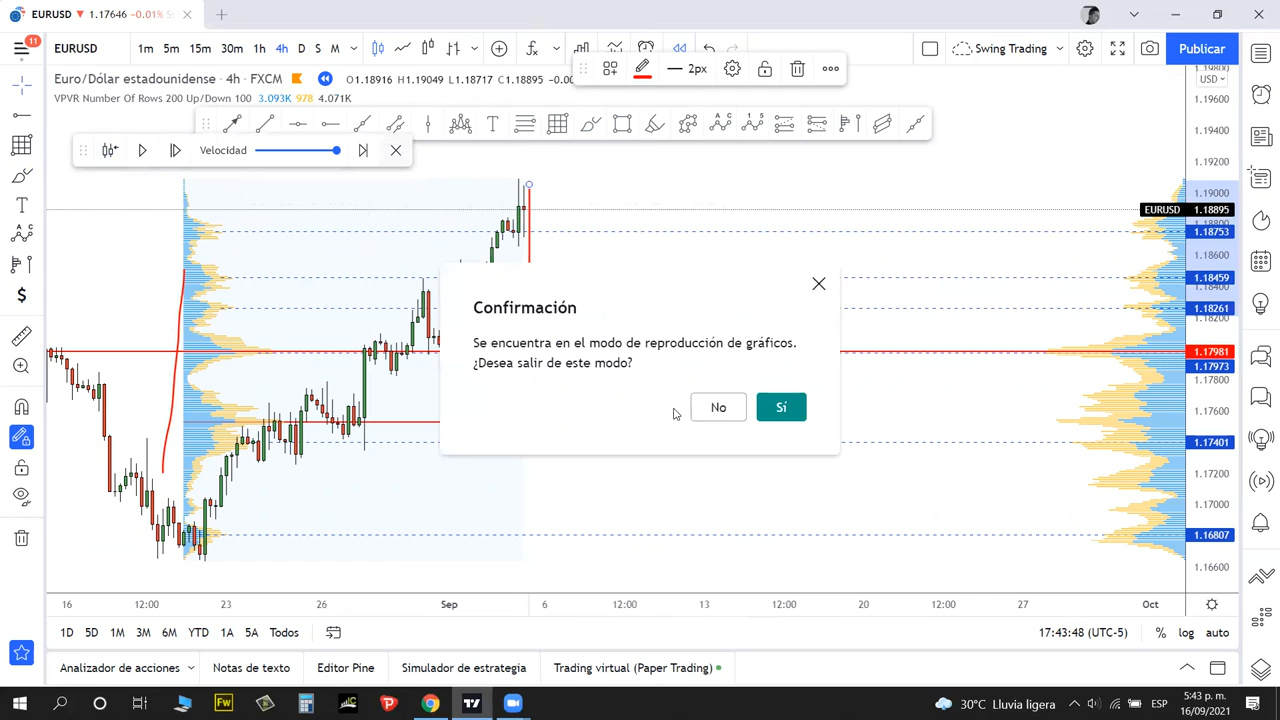 EURUSD ▼ 1.17646 −0.01% S
11
EURUSD
1m 5m 15m 30m 1h 4h D S M
Swing Trading
Publicar
2px
Euro/Dólar estadounidense · 4h · FXCM
O1.18916 H1.19049 L1.18717 C1.18895 −0.0
USD
VPVR Number Of Rows 200 Up/Down 100 3.093K 978 4.071K
Velocidad
1.19600
1.19400
1.19200
1.19000
EURUSD 1.18895
1.18753
1.18600
1.18459
1.18261
1.17981
1.17973
1.17800
1.17600
1.17401
1.17200
1.17000
1.16807
1.16600
Confirmación
Se encuentra en el modo de reproducción de gráficos.
¿Desea salir de este modo?
No
Sí
16 12:00 23 26 Sep 6 12:00 13 12:00 20 12:00 27 Oct
1D 5D 1M 3M 6M YTD 1A 5A Todos
17:43:48 (UTC-5) % log auto
Analizador de acciones Notas de texto Editor Pine Simulador de estrategia Trading virtual (Paper Trading)
Fw
30°C Lluvia ligera
ESP
5:43 p. m.
16/09/2021